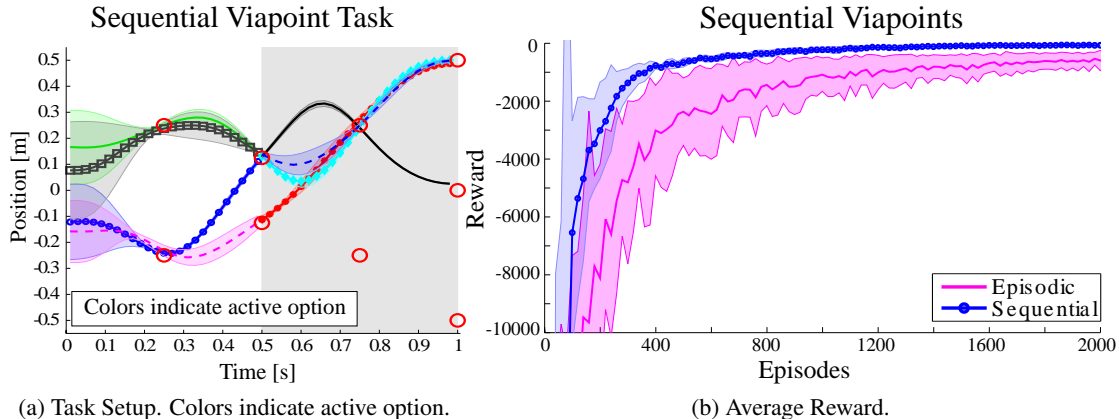 Sequential Viapoint Task
Position [m]
0.5
0.4
0.3
0.2
0.1
0
-0.1
-0.2
-0.3
-0.4
-0.5
Colors indicate active option
0 0.1 0.2 0.3 0.4 0.5 0.6 0.7 0.8 0.9 1
Time [s]
(a) Task Setup. Colors indicate active option.
Sequential Viapoints
Reward
0
-2000
-4000
-6000
-8000
-10000
Episodic
Sequential
0 400 800 1200 1600 2000
Episodes
(b) Average Reward.